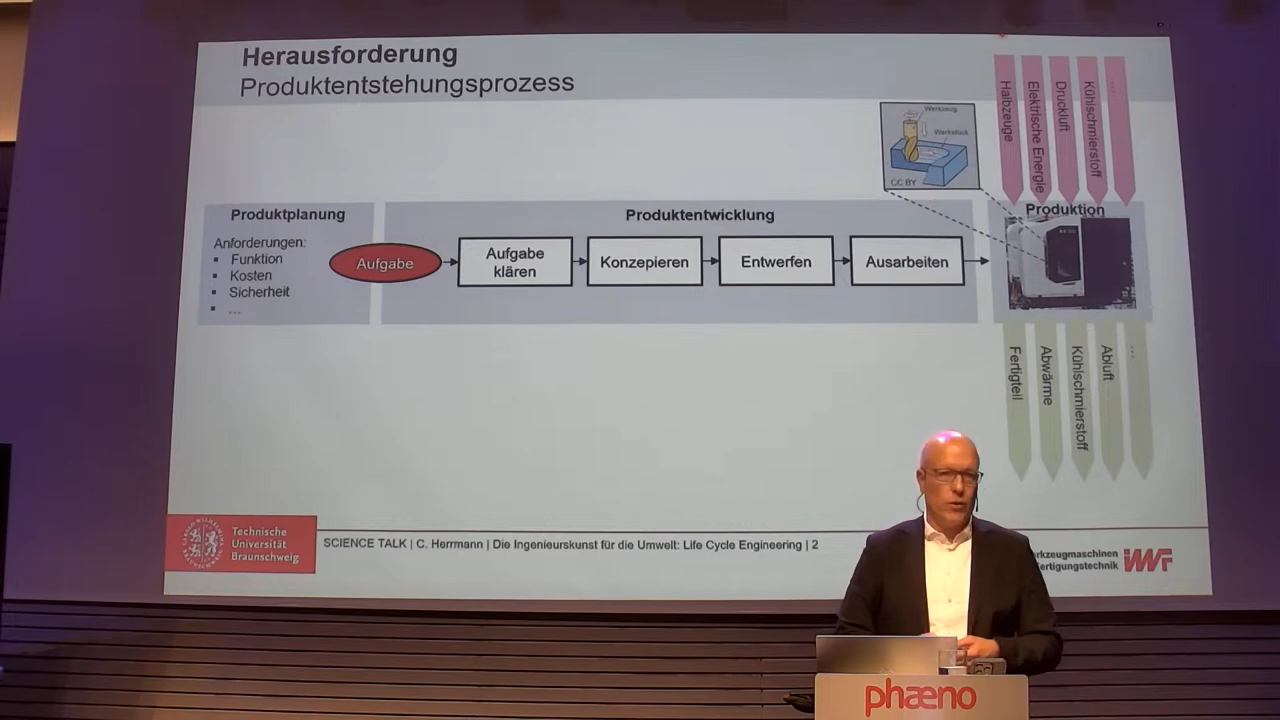 Herausforderung
Produktentstehungsprozess
Halbzeuge
Elektrische Energie
Druckluft
Kühlschmierstoff
...
Werkzeug
Werkstück
CC BY
Produktplanung
Anforderungen:
▪ Funktion
▪ Kosten
▪ Sicherheit
▪ ...
Aufgabe
Produktentwicklung
Aufgabe
klären
Konzepieren
Entwerfen
Ausarbeiten
Produktion
Fertigteil
Abwärme
Kühlschmierstoff
Abluft
...
Technische
Universität
Braunschweig
SCIENCE TALK | C. Herrmann | Die Ingenieurskunst für die Umwelt: Life Cycle Engineering | 2
rkzeugmaschinen
Fertigungstechnik
IWF
phæno